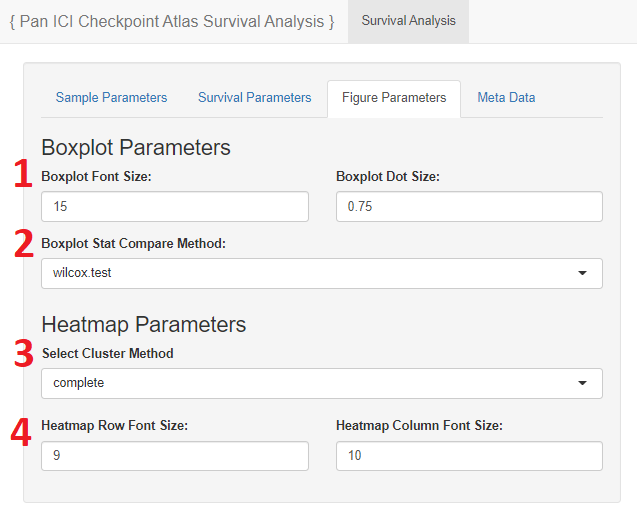 { Pan ICI Checkpoint Atlas Survival Analysis } Survival Analysis
Sample Parameters Survival Parameters Figure Parameters Meta Data
Boxplot Parameters
1 Boxplot Font Size: Boxplot Dot Size:
15 0.75
2 Boxplot Stat Compare Method:
wilcox.test
Heatmap Parameters
3 Select Cluster Method
complete
4 Heatmap Row Font Size: Heatmap Column Font Size:
9 10